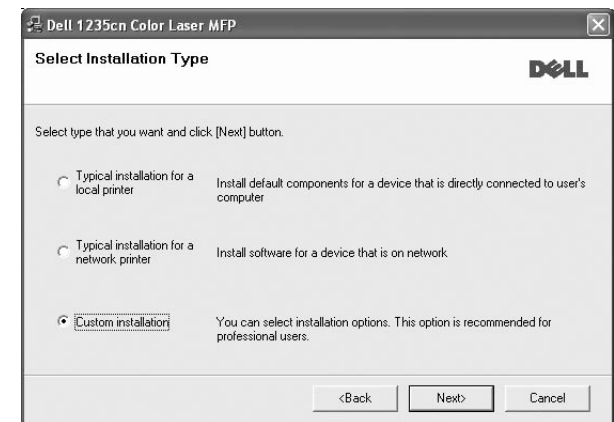 Dell 1235cn Color Laser MFP
Select Installation Type
DELL
Select type that you want and click [Next] button.
Typical installation for a
local printer
Install default components for a device that is directly connected to user's
computer
Typical installation for a
network printer
Install software for a device that is on network
Custom installation
You can select installation options. This option is recommended for
professional users.
<Back
Next>
Cancel